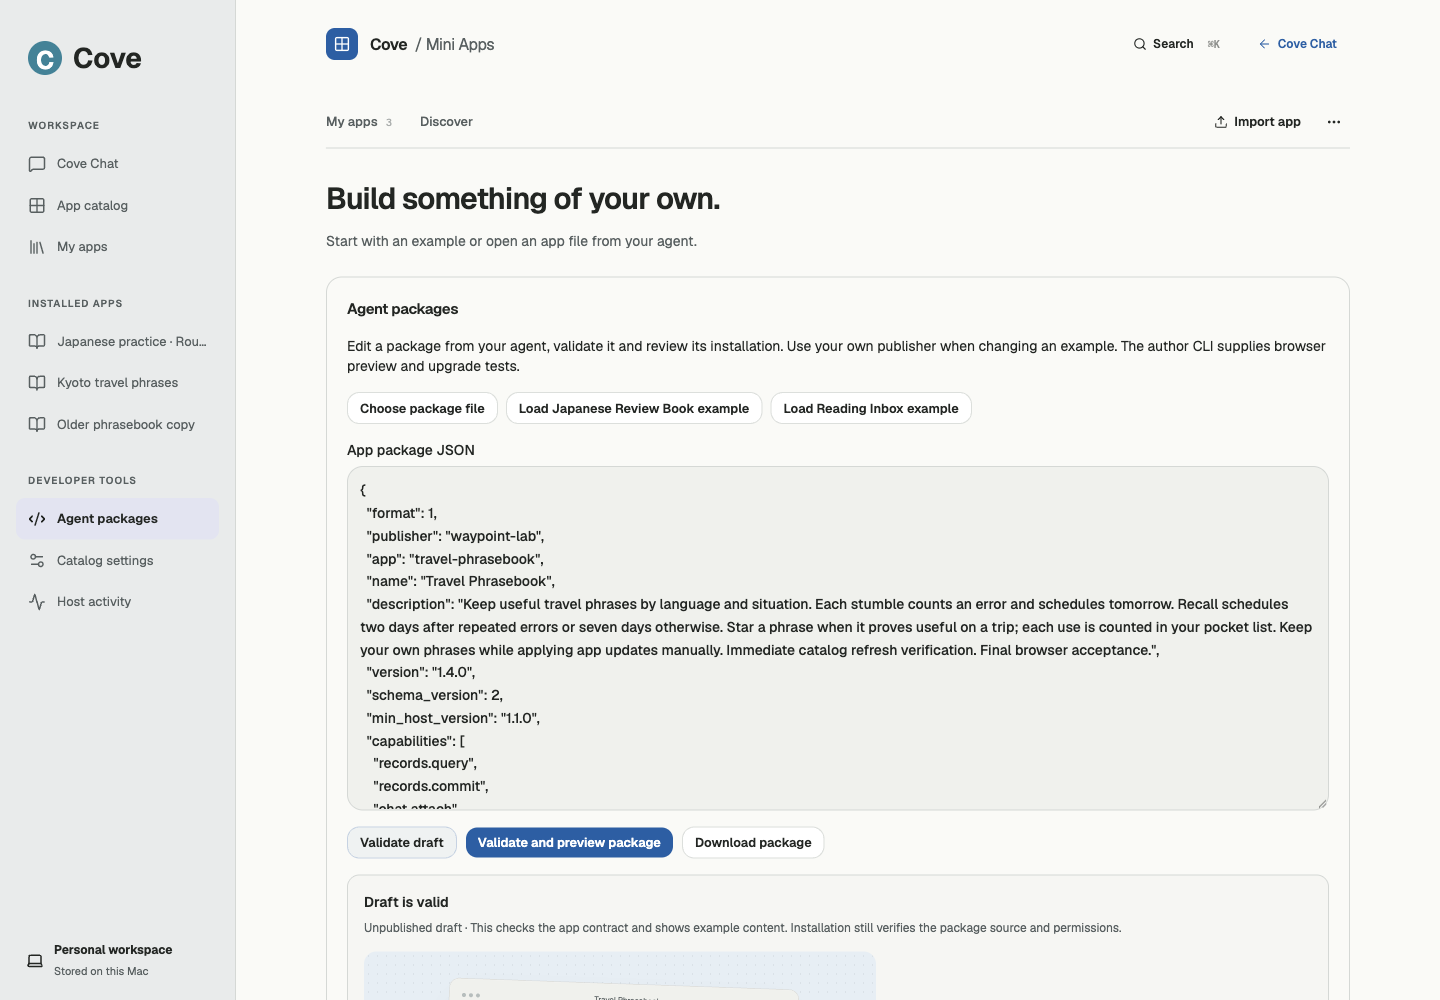 Cove
WORKSPACE
Cove Chat
App catalog
My apps
INSTALLED APPS
Japanese practice · Rou...
Kyoto travel phrases
Older phrasebook copy
DEVELOPER TOOLS
Agent packages
Catalog settings
Host activity
Personal workspace
Stored on this Mac
Cove / Mini Apps
Search ⌘K
Cove Chat
My apps 3
Discover
Import app
Build something of your own.
Start with an example or open an app file from your agent.
Agent packages
Edit a package from your agent, validate it and review its installation. Use your own publisher when changing an example. The author CLI supplies browser
preview and upgrade tests.
Choose package file
Load Japanese Review Book example
Load Reading Inbox example
App package JSON
{
"format": 1,
"publisher": "waypoint-lab",
"app": "travel-phrasebook",
"name": "Travel Phrasebook",
"description": "Keep useful travel phrases by language and situation. Each stumble counts an error and schedules tomorrow. Recall schedules
two days after repeated errors or seven days otherwise. Star a phrase when it proves useful on a trip; each use is counted in your pocket list. Keep
your own phrases while applying app updates manually. Immediate catalog refresh verification. Final browser acceptance.",
"version": "1.4.0",
"schema_version": 2,
"min_host_version": "1.1.0",
"capabilities": [
"records.query",
"records.commit",
"chat.attach"
Validate draft
Validate and preview package
Download package
Draft is valid
Unpublished draft · This checks the app contract and shows example content. Installation still verifies the package source and permissions.